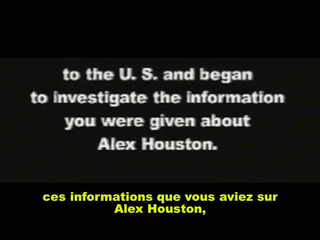 to the U. S. and began
to investigate the information
you were given about
Alex Houston.
ces informations que vous aviez sur
Alex Houston,